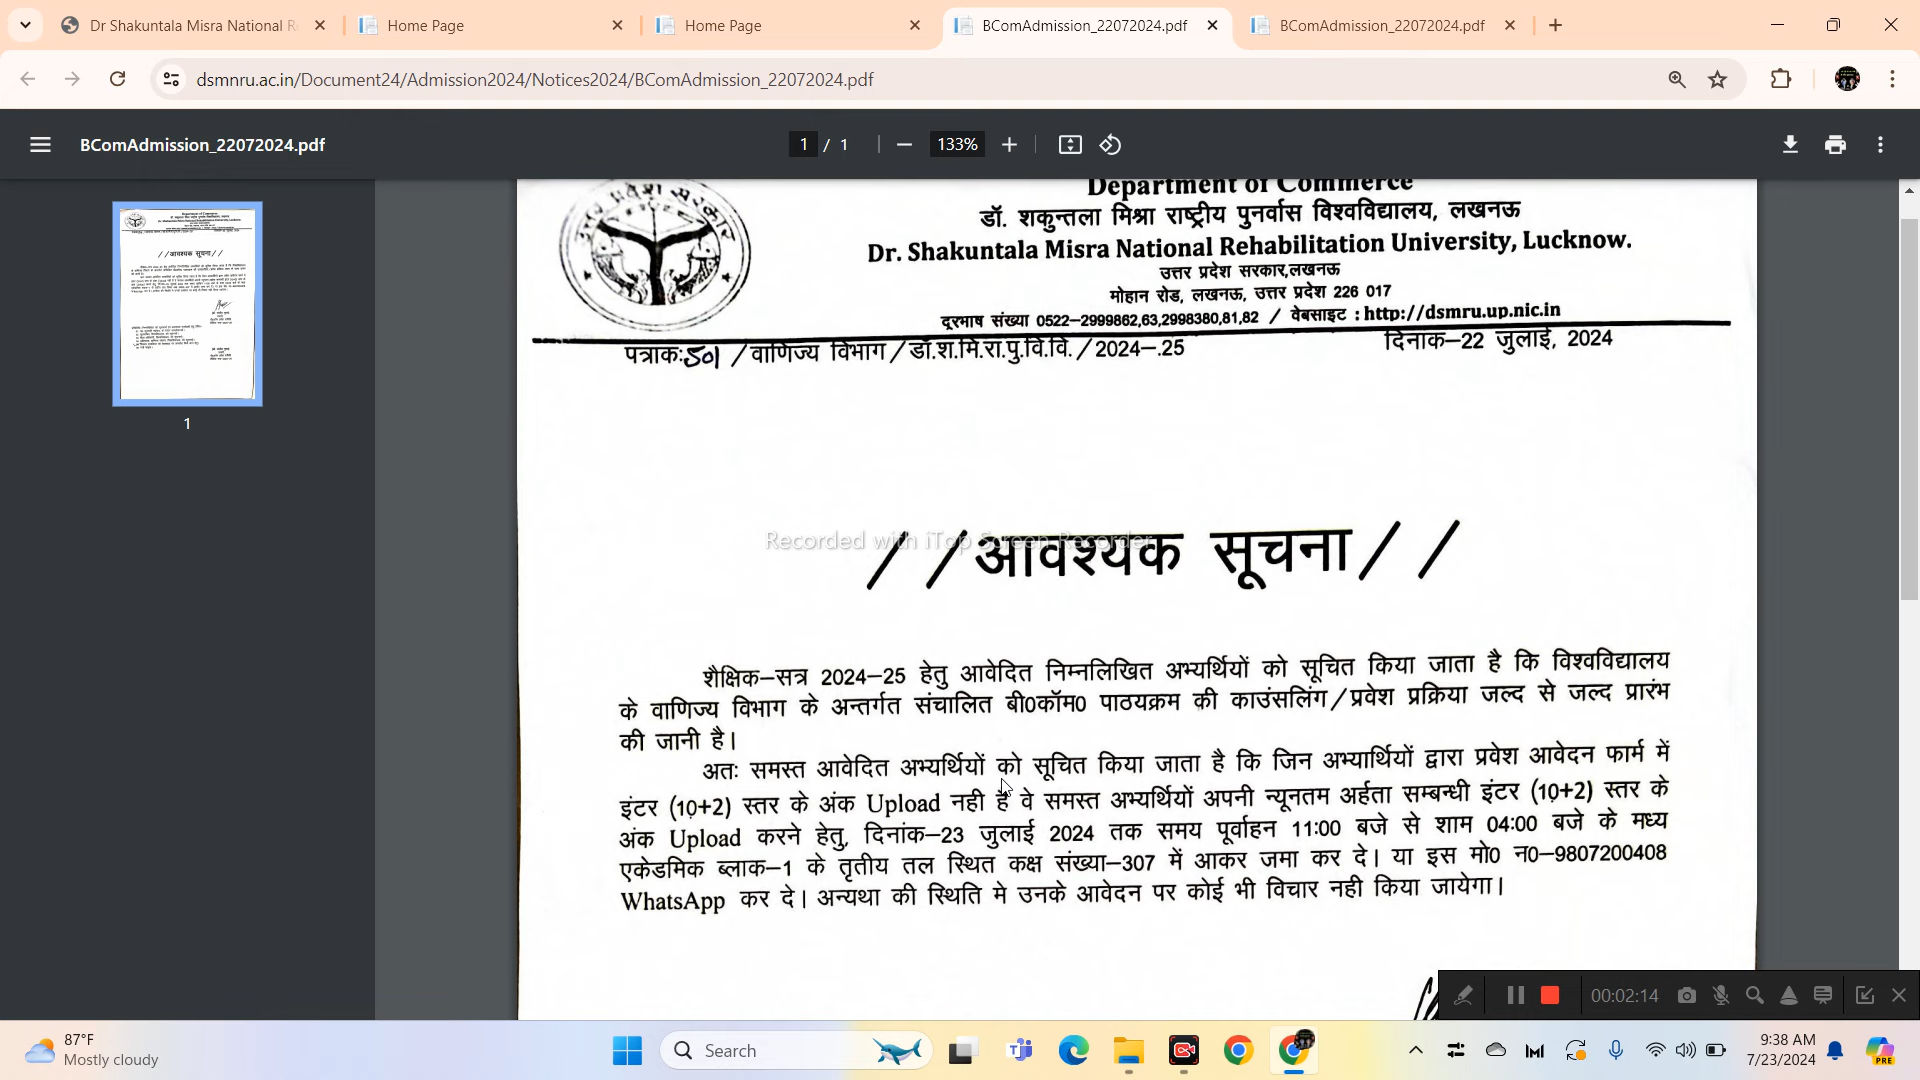 Dr Shakuntala Misra National R
Home Page
Home Page
BComAdmission_22072024.pdf
BComAdmission_22072024.pdf
dsmnru.ac.in/Document24/Admission2024/Notices2024/BComAdmission_22072024.pdf
BComAdmission_22072024.pdf
1 / 1
133%
1
Department of Commerce
डॉ. शकुन्तला मिश्रा राष्ट्रीय पुनर्वास विश्वविद्यालय, लखनऊ
Dr. Shakuntala Misra National Rehabilitation University, Lucknow.
उत्तर प्रदेश सरकार,लखनऊ
मोहान रोड, लखनऊ, उत्तर प्रदेश 226 017
दूरभाष संख्या 0522–2999862,63,2998380,81,82 / वेबसाइट : http://dsmru.up.nic.in
पत्राकः501 /वाणिज्य विभाग/डॉ.श.मि.रा.पु.वि.वि./2024–.25
दिनाक–22 जुलाई, 2024
Recorded with iTop Screen Recorder
//आवश्यक सूचना//
शैक्षिक–सत्र 2024–25 हेतु आवेदित निम्नलिखित अभ्यर्थियों को सूचित किया जाता है कि विश्वविद्यालय
के वाणिज्य विभाग के अन्तर्गत संचालित बी0कॉम0 पाठयक्रम की काउंसलिंग/प्रवेश प्रक्रिया जल्द से जल्द प्रारंभ
की जानी है।
अतः समस्त आवेदित अभ्यर्थियों को सूचित किया जाता है कि जिन अभ्यार्थियों द्वारा प्रवेश आवेदन फार्म में
इंटर (10+2) स्तर के अंक Upload नही है वे समस्त अभ्यर्थियों अपनी न्यूनतम अर्हता सम्बन्धी इंटर (10+2) स्तर के
अंक Upload करने हेतु, दिनांक–23 जुलाई 2024 तक समय पूर्वाहन 11:00 बजे से शाम 04:00 बजे के मध्य
एकेडमिक ब्लाक–1 के तृतीय तल स्थित कक्ष संख्या–307 में आकर जमा कर दे। या इस मो0 न0–9807200408
WhatsApp कर दे। अन्यथा की स्थिति मे उनके आवेदन पर कोई भी विचार नही किया जायेगा।
00:02:14
87°F
Mostly cloudy
Search
9:38 AM
7/23/2024
PRE